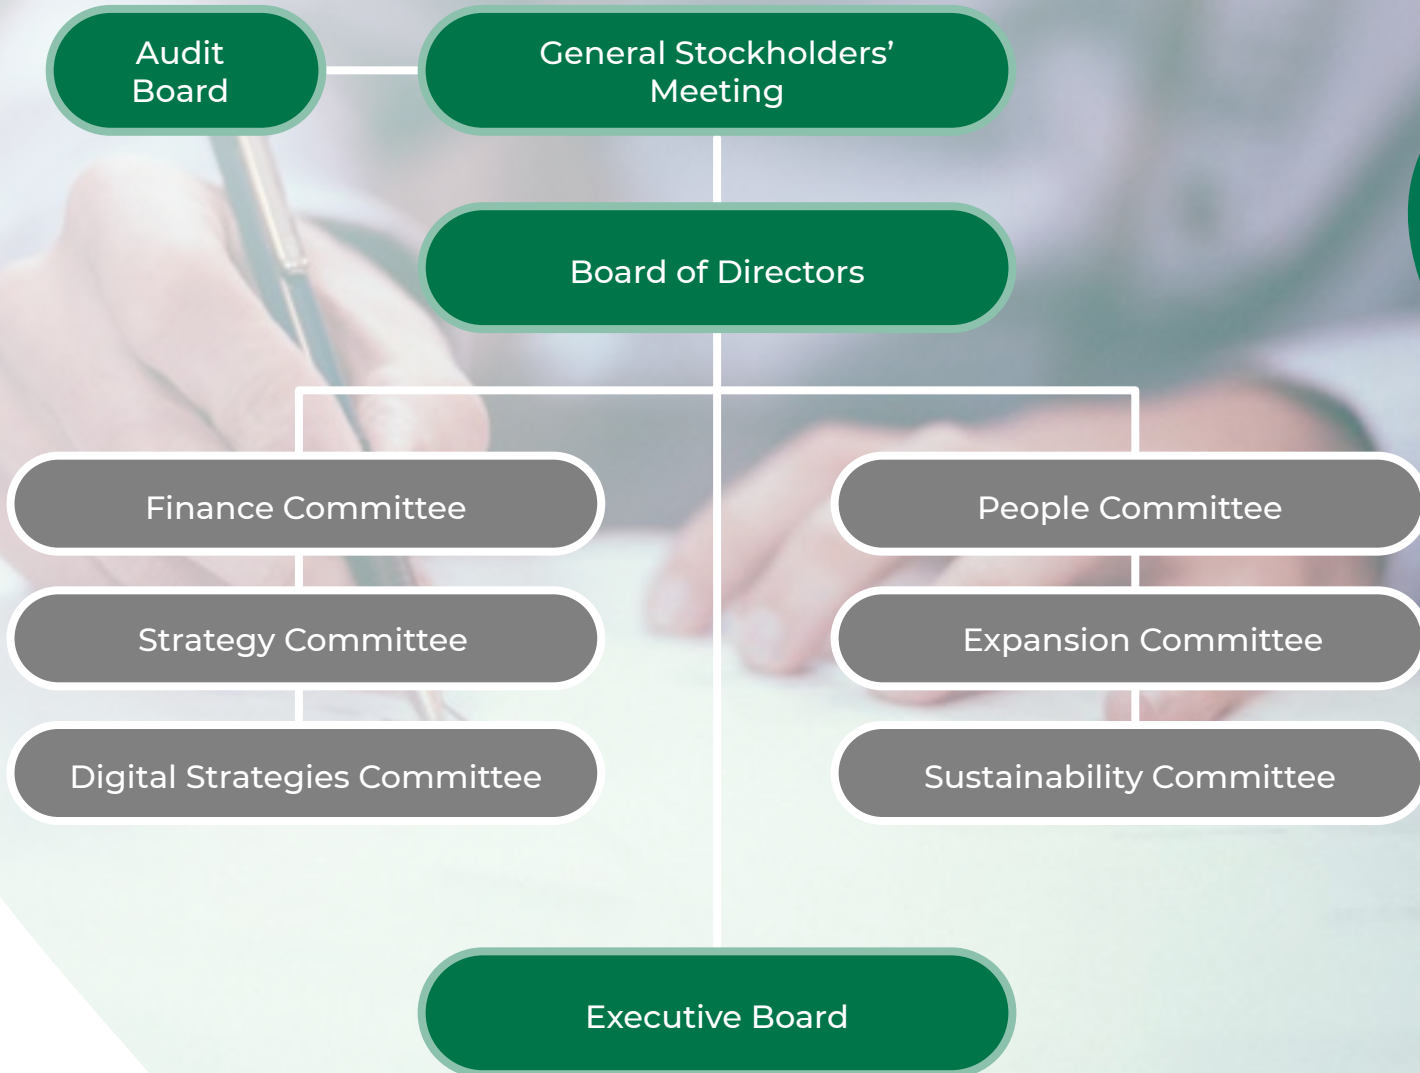 Audit
Board
General Stockholders’
Meeting
Board of Directors
Finance Committee
People Committee
Strategy Committee
Expansion Committee
Digital Strategies Committee
Sustainability Committee
Executive Board